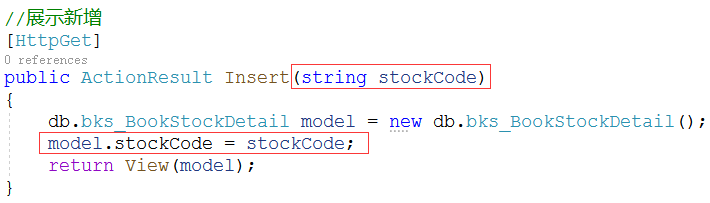 //展示新增
[HttpGet]
0 references
public ActionResult Insert(string stockCode)
{
db.bks_BookStockDetail model = new db.bks_BookStockDetail();
model.stockCode = stockCode;
return View(model);
}